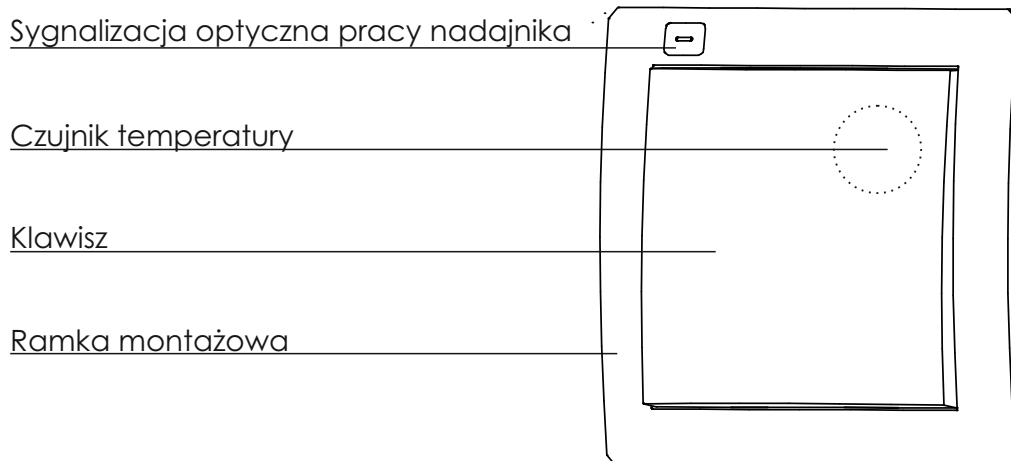 Sygnalizacja optyczna pracy nadajnika
Czujnik temperatury
Klawisz
Ramka montażowa